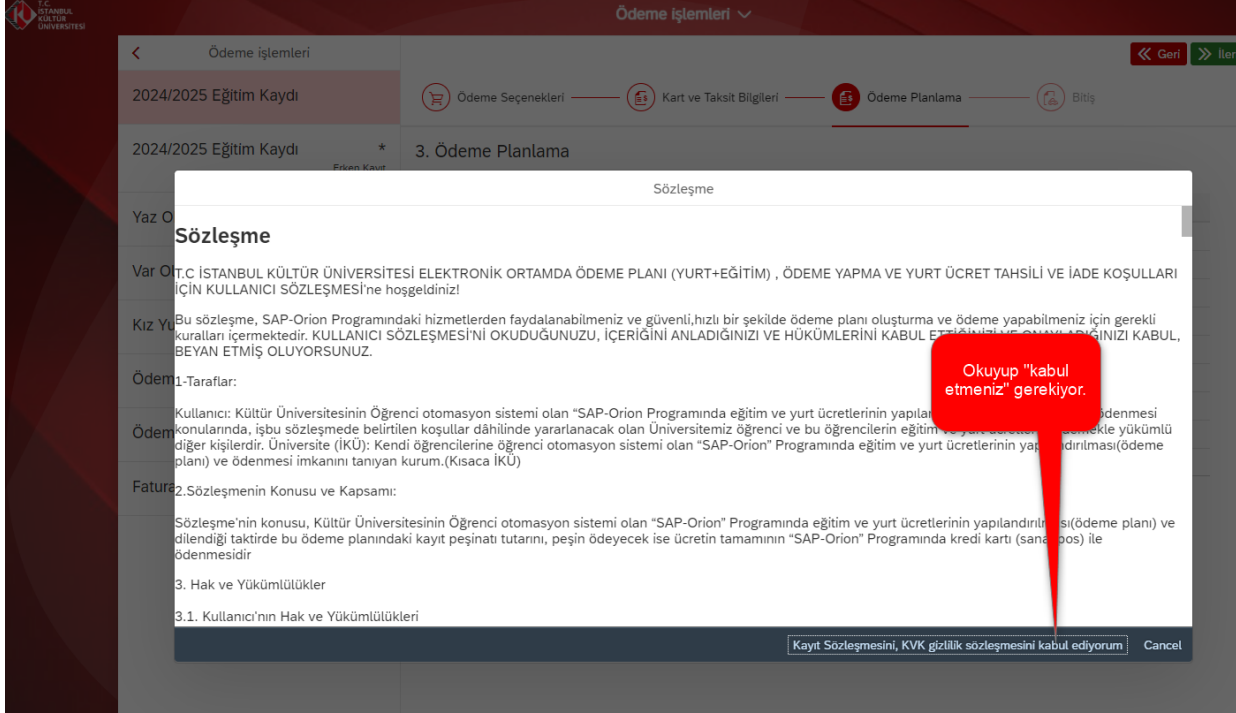 T.C.
İSTANBUL
KÜLTÜR
ÜNİVERSİTESİ
Ödeme işlemleri
Ödeme işlemleri
Geri
İler
2024/2025 Eğitim Kaydı
Ödeme Seçenekleri
Kart ve Taksit Bilgileri
Ödeme Planlama
Bitiş
2024/2025 Eğitim Kaydı *
Erken Kayıt
3. Ödeme Planlama
Sözleşme
Yaz O
Var Ol
Kız Yu
Ödem
Ödem
Fatura
Sözleşme
T.C İSTANBUL KÜLTÜR ÜNİVERSİTESİ ELEKTRONİK ORTAMDA ÖDEME PLANI (YURT+EĞİTİM) , ÖDEME YAPMA VE YURT ÜCRET TAHSİLİ VE İADE KOŞULLARI
İÇİN KULLANICI SÖZLEŞMESİ'ne hoşgeldiniz!
Bu sözleşme, SAP-Orion Programındaki hizmetlerden faydalanabilmeniz ve güvenli,hızlı bir şekilde ödeme planı oluşturma ve ödeme yapabilmeniz için gerekli
kuralları içermektedir. KULLANICI SÖZLEŞMESİ'Nİ OKUDUĞUNUZU, İÇERİĞİNİ ANLADIĞINIZI VE HÜKÜMLERİNİ KABUL ETTİĞİNİZİ VE ONAYLADIĞINIZI KABUL,
BEYAN ETMİŞ OLUYORSUNUZ.
Okuyup "kabul
etmeniz" gerekiyor.
1-Taraflar:
Kullanıcı: Kültür Üniversitesinin Öğrenci otomasyon sistemi olan “SAP-Orion Programında eğitim ve yurt ücretlerinin yapılan ödenmesi
konularında, işbu sözleşmede belirtilen koşullar dâhilinde yararlanacak olan Üniversitemiz öğrenci ve bu öğrencilerin eğitim ve yurt ücretlerini ödemekle yükümlü
diğer kişilerdir. Üniversite (İKÜ): Kendi öğrencilerine öğrenci otomasyon sistemi olan “SAP-Orion” Programında eğitim ve yurt ücretlerinin yapılandırılması(ödeme
planı) ve ödenmesi imkanını tanıyan kurum.(Kısaca İKÜ)
2.Sözleşmenin Konusu ve Kapsamı:
Sözleşme'nin konusu, Kültür Üniversitesinin Öğrenci otomasyon sistemi olan “SAP-Orion” Programında eğitim ve yurt ücretlerinin yapılandırılması(ödeme planı) ve
dilendiği taktirde bu ödeme planındaki kayıt peşinatı tutarını, peşin ödeyecek ise ücretin tamamının “SAP-Orion” Programında kredi kartı (sanal pos) ile
ödenmesidir
3. Hak ve Yükümlülükler
3.1. Kullanıcı'nın Hak ve Yükümlülükleri
Kayıt Sözleşmesini, KVK gizlilik sözleşmesini kabul ediyorum
Cancel